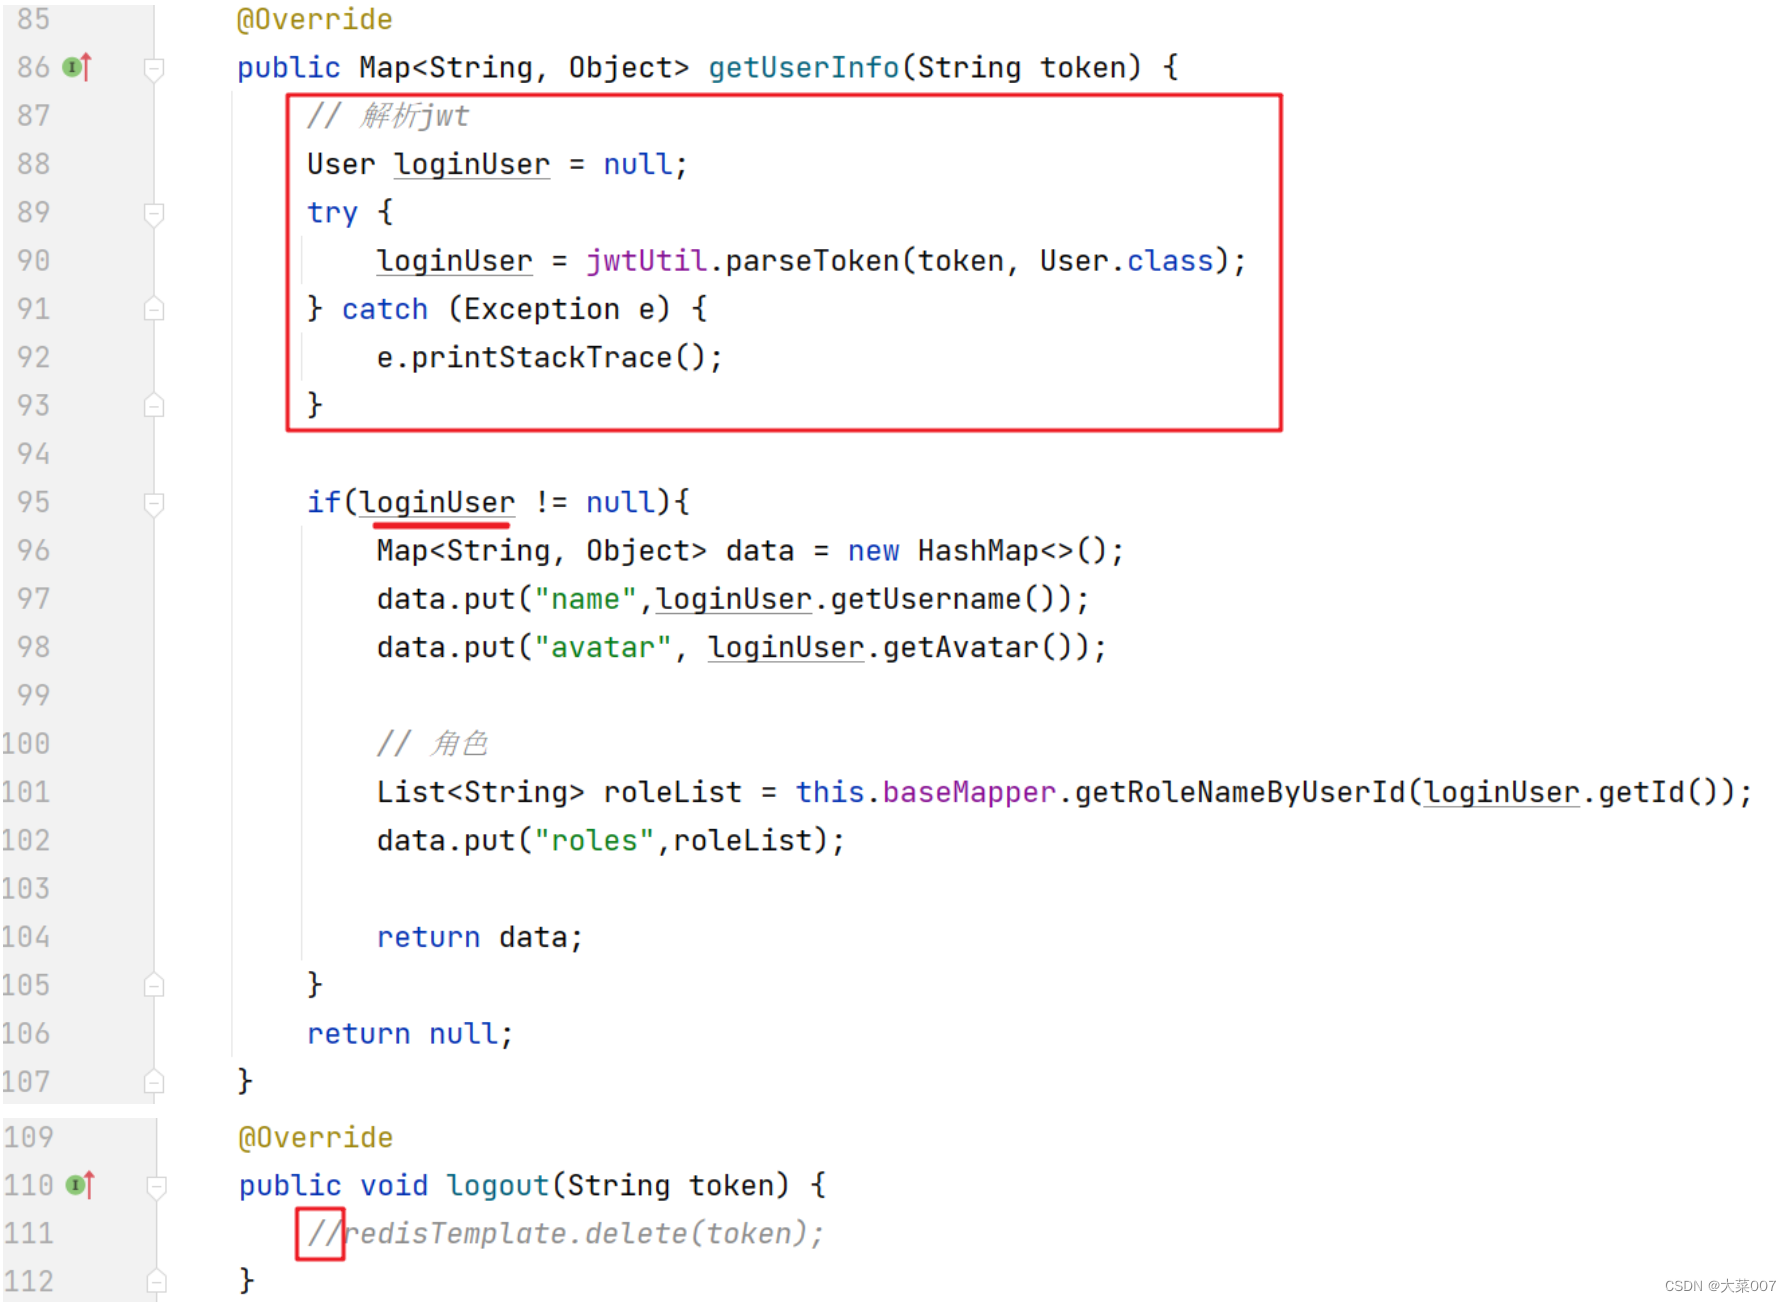 85 @Override
86 public Map<String, Object> getUserInfo(String token) {
87 // 解析jwt
88 User loginUser = null;
89 try {
90 loginUser = jwtUtil.parseToken(token, User.class);
91 } catch (Exception e) {
92 e.printStackTrace();
93 }
94
95 if(loginUser != null){
96 Map<String, Object> data = new HashMap<>();
97 data.put("name",loginUser.getUsername());
98 data.put("avatar", loginUser.getAvatar());
99
100 // 角色
101 List<String> roleList = this.baseMapper.getRoleNameByUserId(loginUser.getId());
102 data.put("roles",roleList);
103
104 return data;
105 }
106 return null;
107 }
109 @Override
110 public void logout(String token) {
111 //redisTemplate.delete(token);
112 }
CSDN @大菜007